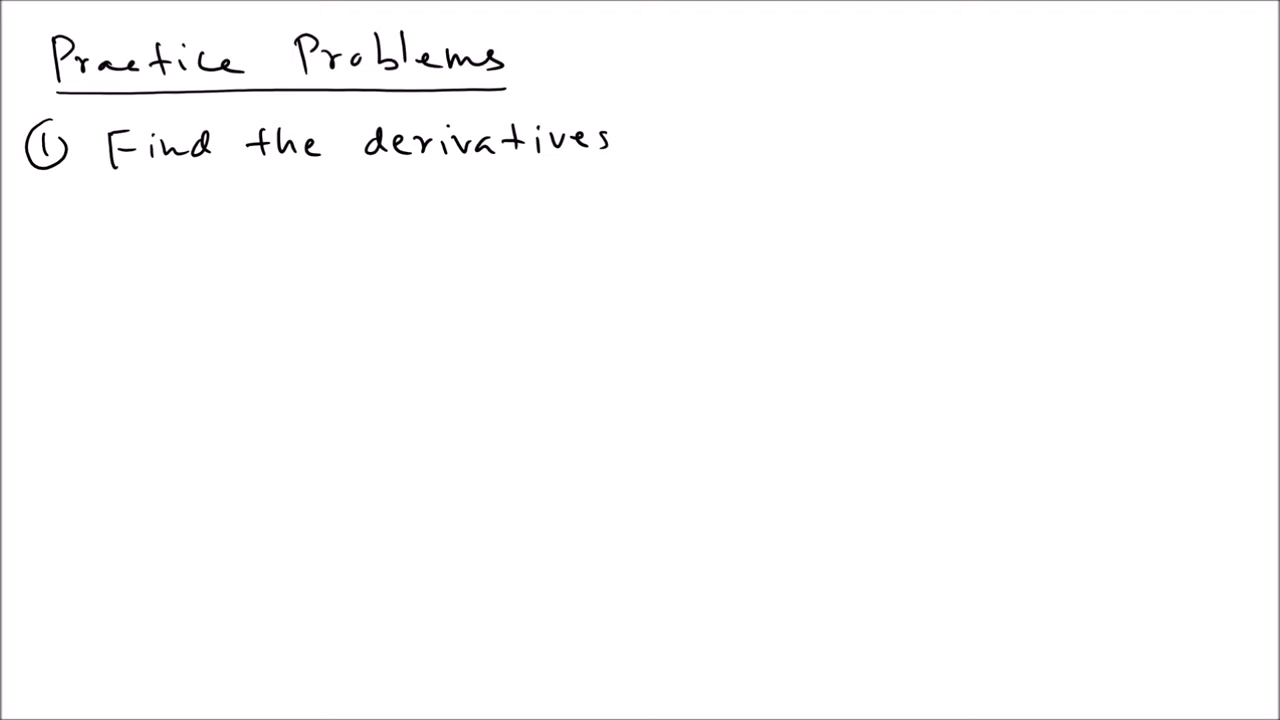 Practice Problems
① Find the derivatives